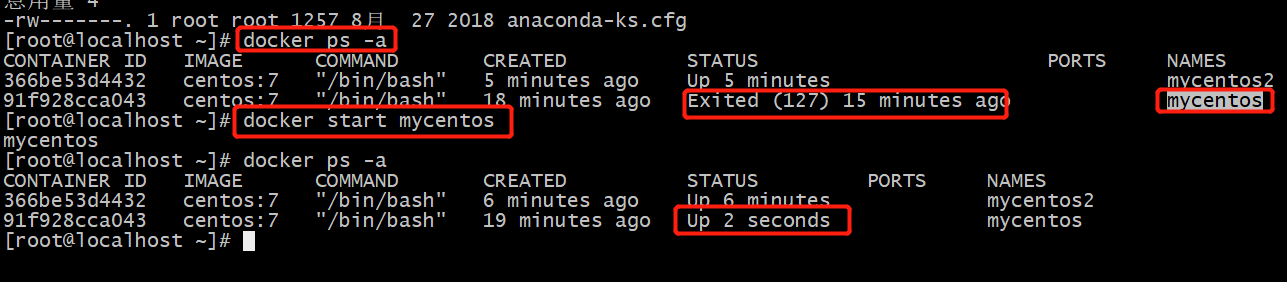 总用量 4
-rw-------. 1 root root 1257 8月  27 2018 anaconda-ks.cfg
[root@localhost ~]# docker ps -a
CONTAINER ID   IMAGE      COMMAND       CREATED          STATUS                        PORTS     NAMES
366be53d4432   centos:7   "/bin/bash"   5 minutes ago    Up 5 minutes                            mycentos2
91f928cca043   centos:7   "/bin/bash"   18 minutes ago   Exited (127) 15 minutes ago             mycentos
[root@localhost ~]# docker start mycentos
mycentos
[root@localhost ~]# docker ps -a
CONTAINER ID   IMAGE      COMMAND       CREATED          STATUS         PORTS     NAMES
366be53d4432   centos:7   "/bin/bash"   6 minutes ago    Up 6 minutes             mycentos2
91f928cca043   centos:7   "/bin/bash"   19 minutes ago   Up 2 seconds             mycentos
[root@localhost ~]#